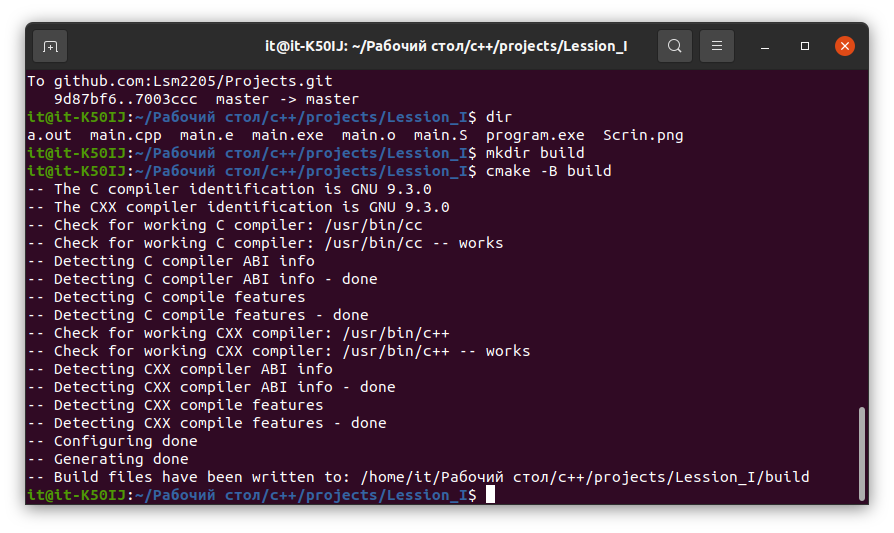 it@it-K50IJ: ~/Рабочий стол/c++/projects/Lession_I
To github.com:Lsm2205/Projects.git
   9d87bf6..7003ccc  master -> master
it@it-K50IJ:~/Рабочий стол/c++/projects/Lession_I$ dir
a.out  main.cpp  main.e  main.exe  main.o  main.S  program.exe  Scrin.png
it@it-K50IJ:~/Рабочий стол/c++/projects/Lession_I$ mkdir build
it@it-K50IJ:~/Рабочий стол/c++/projects/Lession_I$ cmake -B build
-- The C compiler identification is GNU 9.3.0
-- The CXX compiler identification is GNU 9.3.0
-- Check for working C compiler: /usr/bin/cc
-- Check for working C compiler: /usr/bin/cc -- works
-- Detecting C compiler ABI info
-- Detecting C compiler ABI info - done
-- Detecting C compile features
-- Detecting C compile features - done
-- Check for working CXX compiler: /usr/bin/c++
-- Check for working CXX compiler: /usr/bin/c++ -- works
-- Detecting CXX compiler ABI info
-- Detecting CXX compiler ABI info - done
-- Detecting CXX compile features
-- Detecting CXX compile features - done
-- Configuring done
-- Generating done
-- Build files have been written to: /home/it/Рабочий стол/c++/projects/Lession_I/build
it@it-K50IJ:~/Рабочий стол/c++/projects/Lession_I$